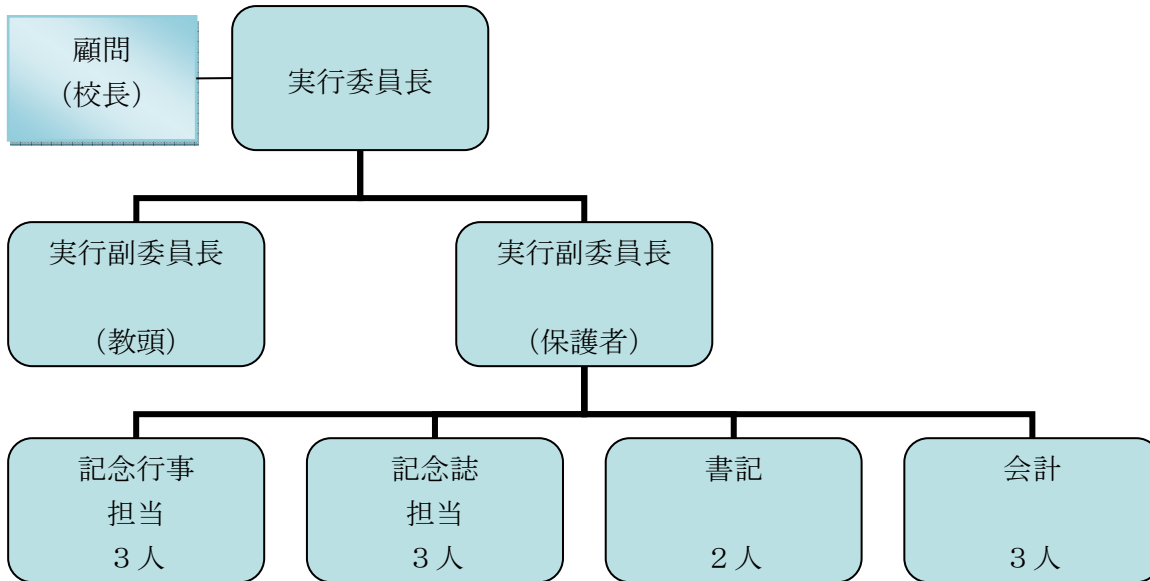 顧問
（校長）
実行委員長
実行副委員長
（教頭）
実行副委員長
（保護者）
記念行事
担当
３人
記念誌
担当
３人
書記
２人
会計
３人